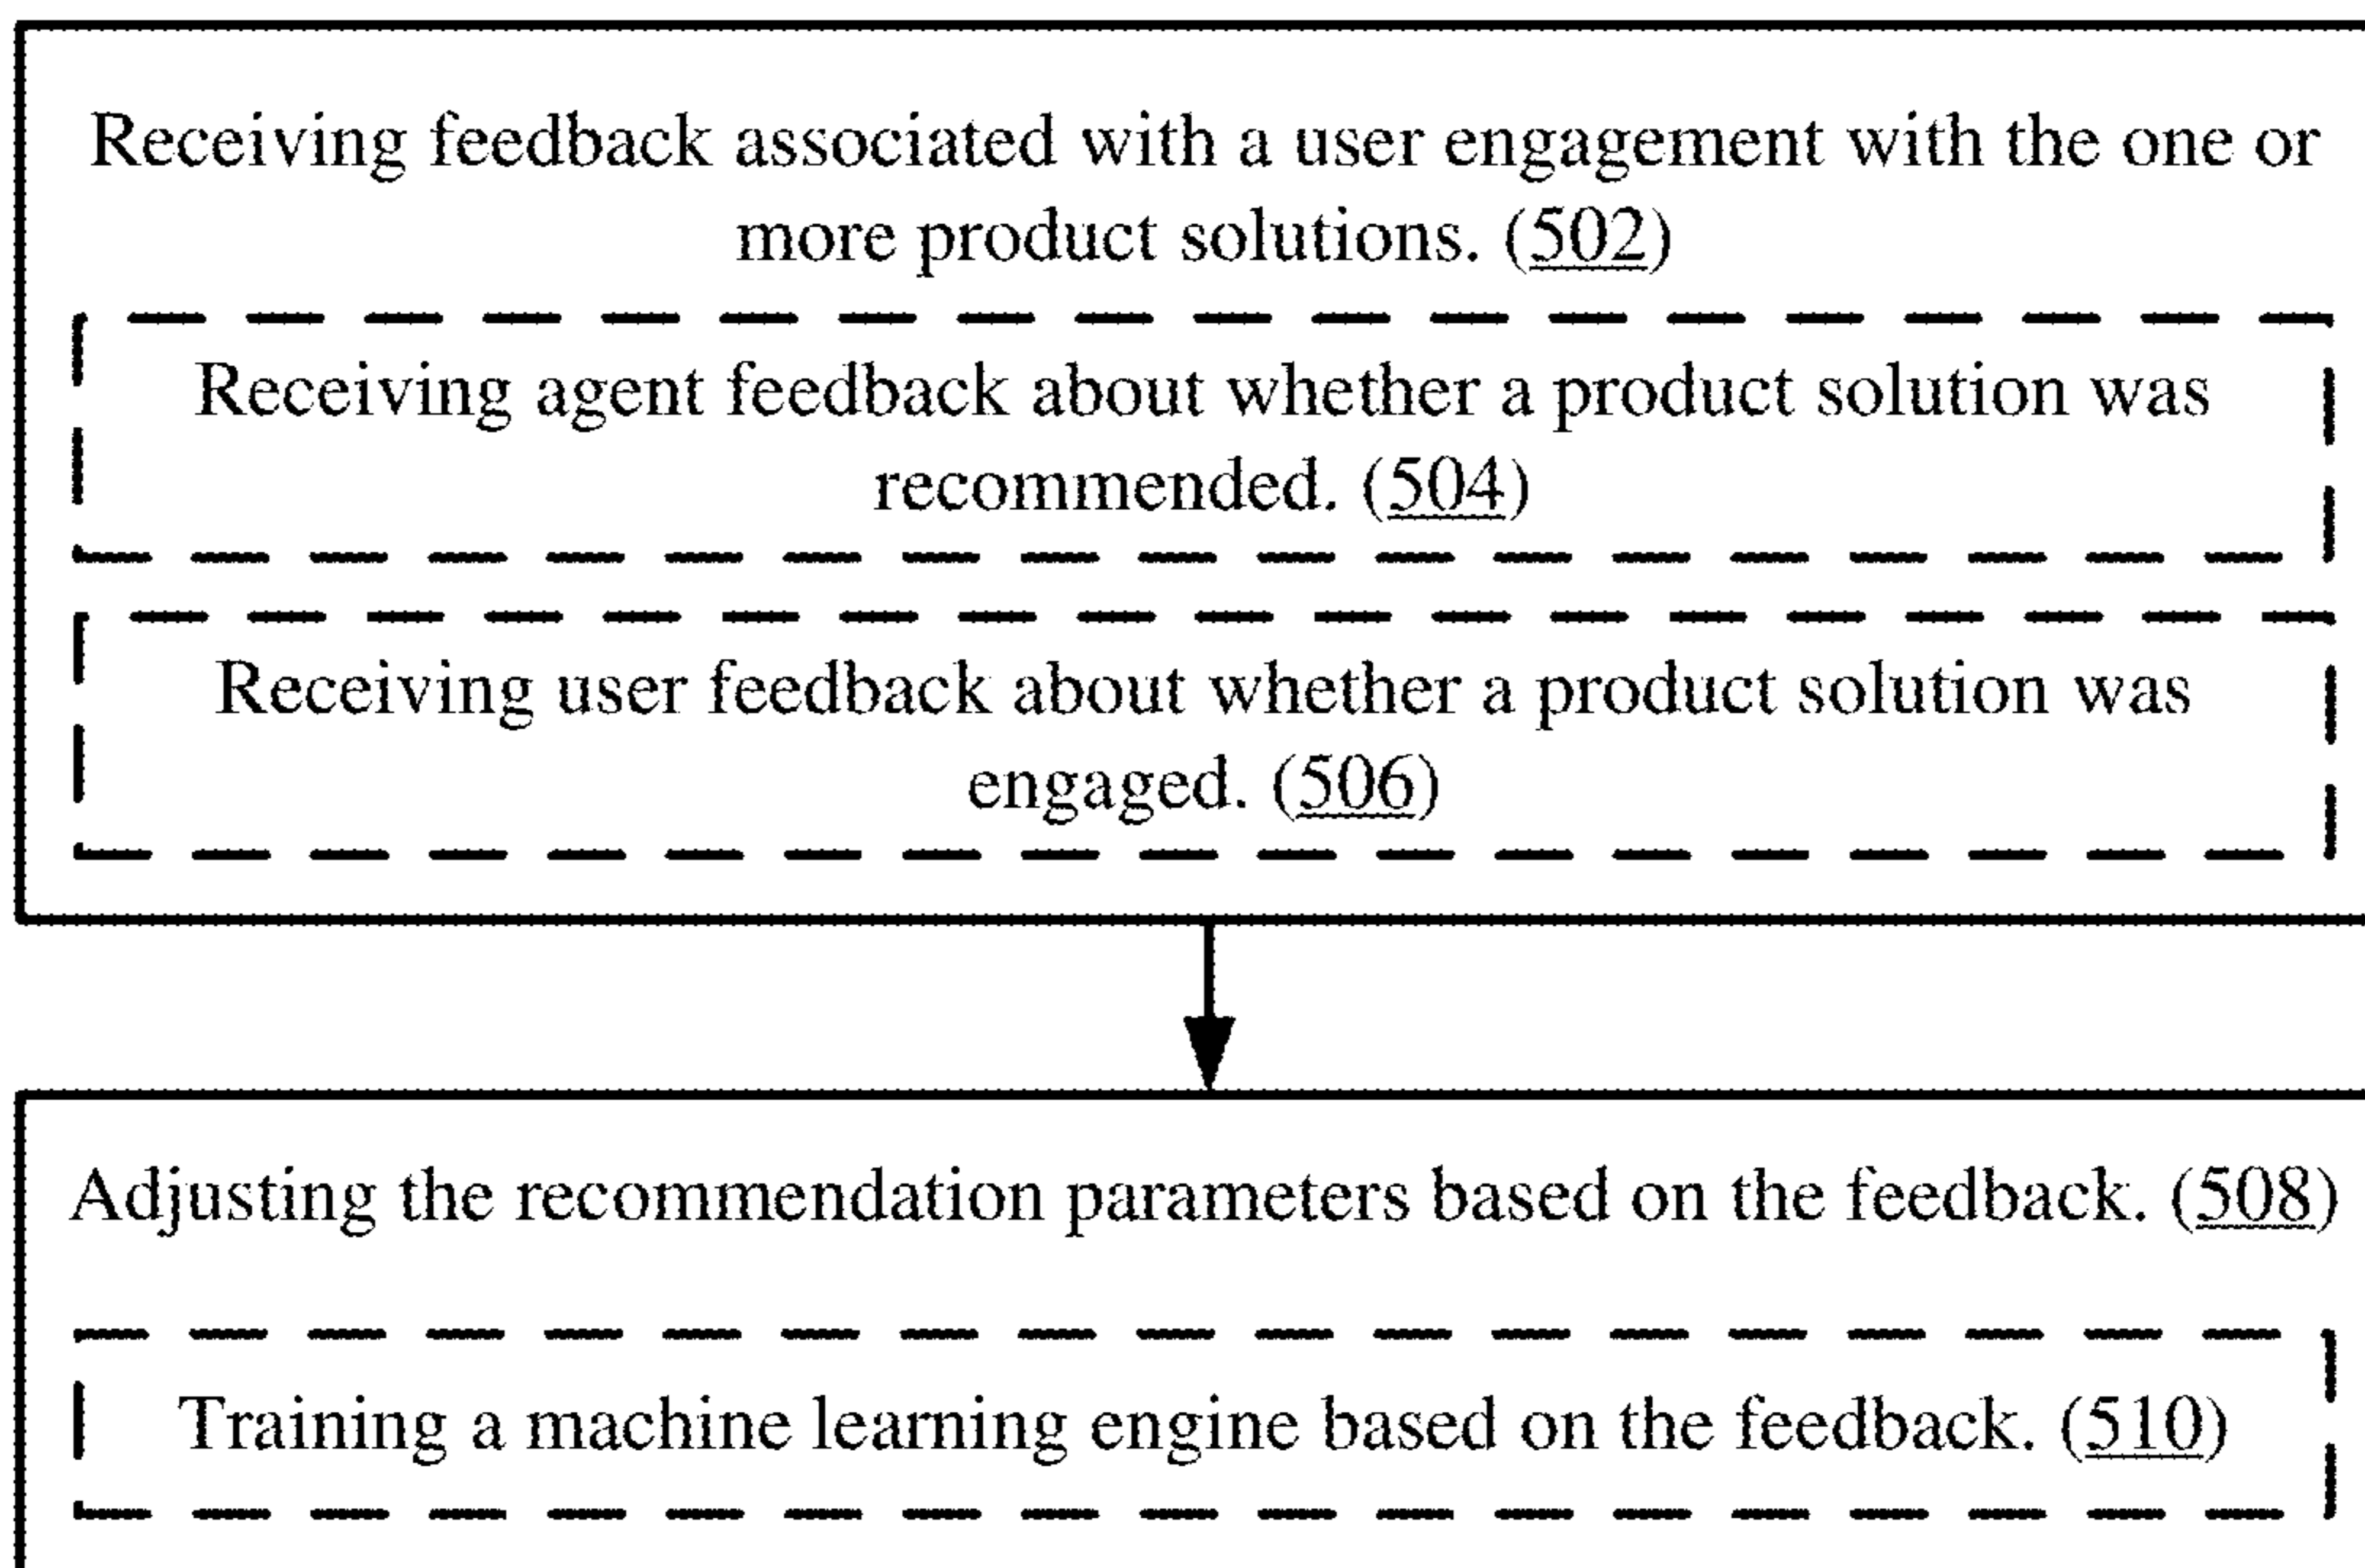 Receiving feedback associated with a user engagement with the one or
more product solutions. (502)
Receiving agent feedback about whether a product solution was
recommended. (504)
Receiving user feedback about whether a product solution was
engaged. (506)
Adjusting the recommendation parameters based on the feedback. (508)
Training a machine learning engine based on the feedback. (510)